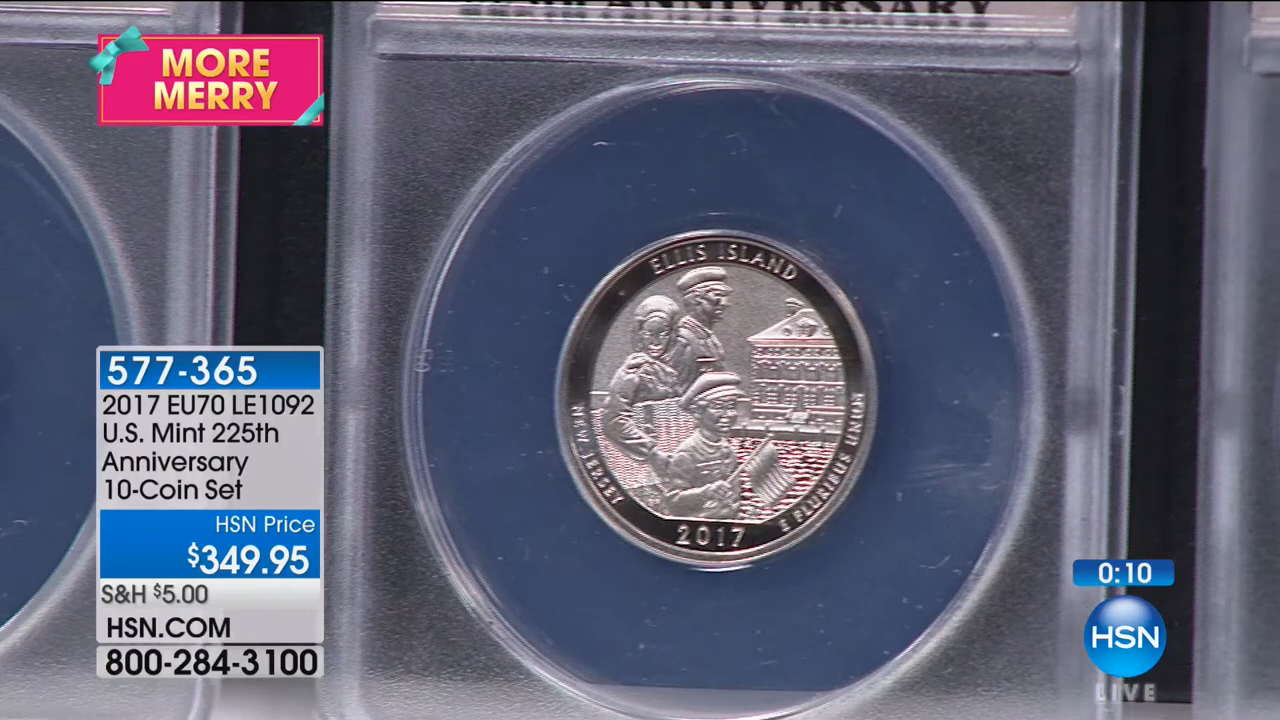 ANNIVERSARY
MORE
MERRY
ELLIS ISLAND
NEW JERSEY
E PLURIBUS UNUM
2017
577-365
2017 EU70 LE1092
U.S. Mint 225th
Anniversary
10-Coin Set
HSN Price
$349.95
S&H $5.00
HSN.COM
800-284-3100
0:10
HSN
LIVE